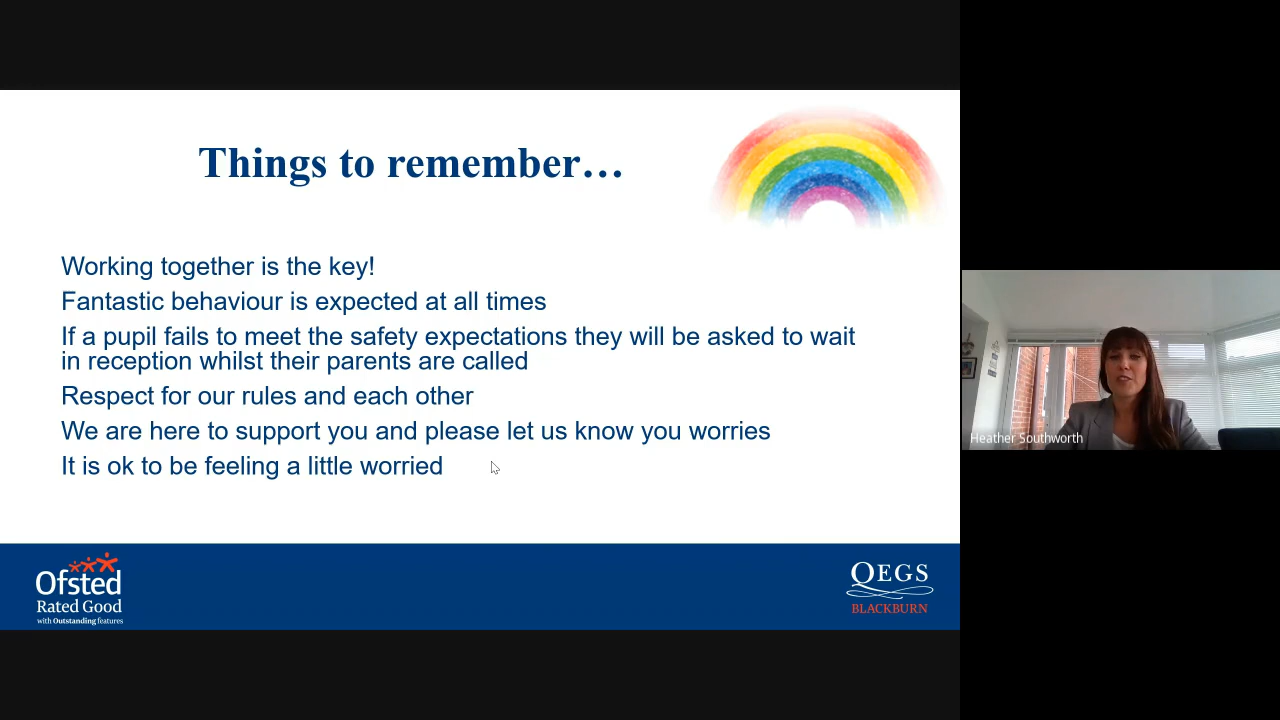 Things to remember…
Working together is the key!
Fantastic behaviour is expected at all times
If a pupil fails to meet the safety expectations they will be asked to wait
in reception whilst their parents are called
Respect for our rules and each other
We are here to support you and please let us know you worries
It is ok to be feeling a little worried
Heather Southworth
Ofsted
Rated Good
with Outstanding features
QEGS
BLACKBURN